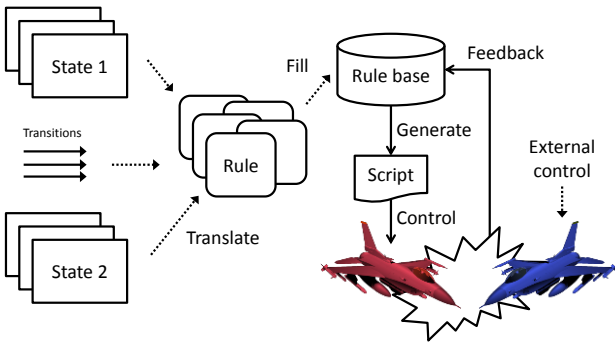 State 1
Transitions
State 2
Rule
Translate
Fill
Rule base
Feedback
Generate
Script
Control
External
control